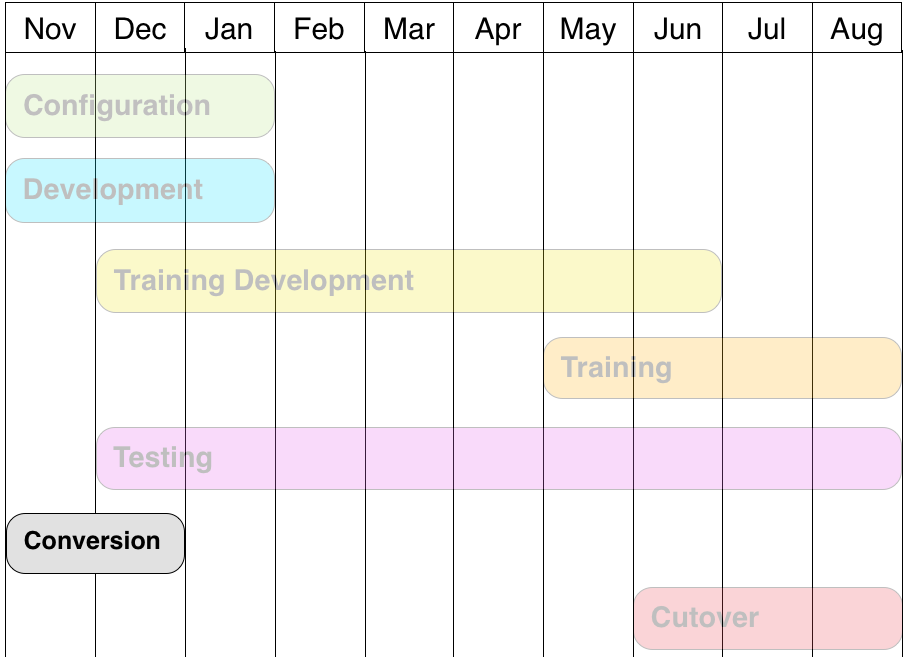 Nov Dec Jan Feb Mar Apr May Jun Jul Aug
Configuration
Development
Training Development
Training
Testing
Conversion
Cutover